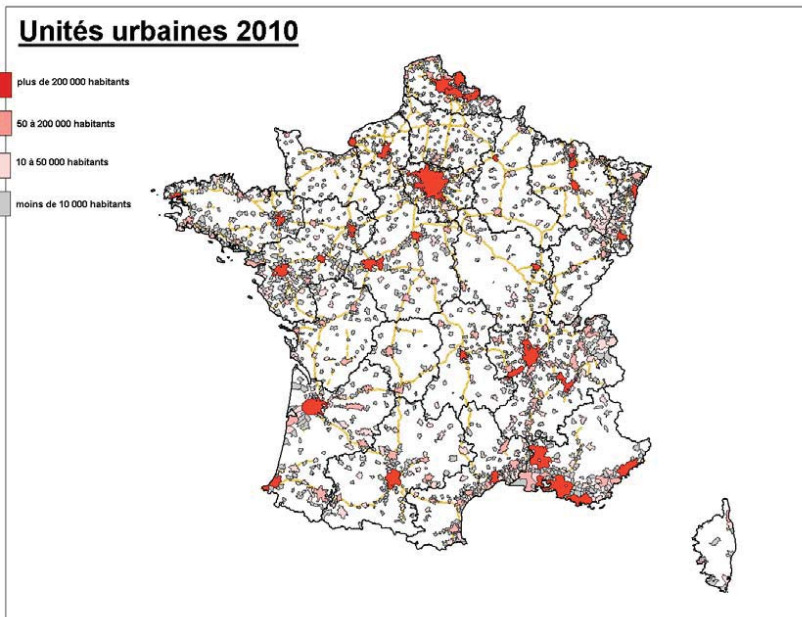 Unités urbaines 2010
plus de 200 000 habitants
50 à 200 000 habitants
10 à 50 000 habitants
moins de 10 000 habitants